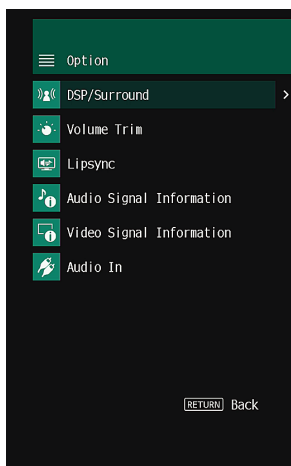 Option
DSP/Surround
Volume Trim
Lipsync
Audio Signal Information
Video Signal Information
Audio In
RETURN Back